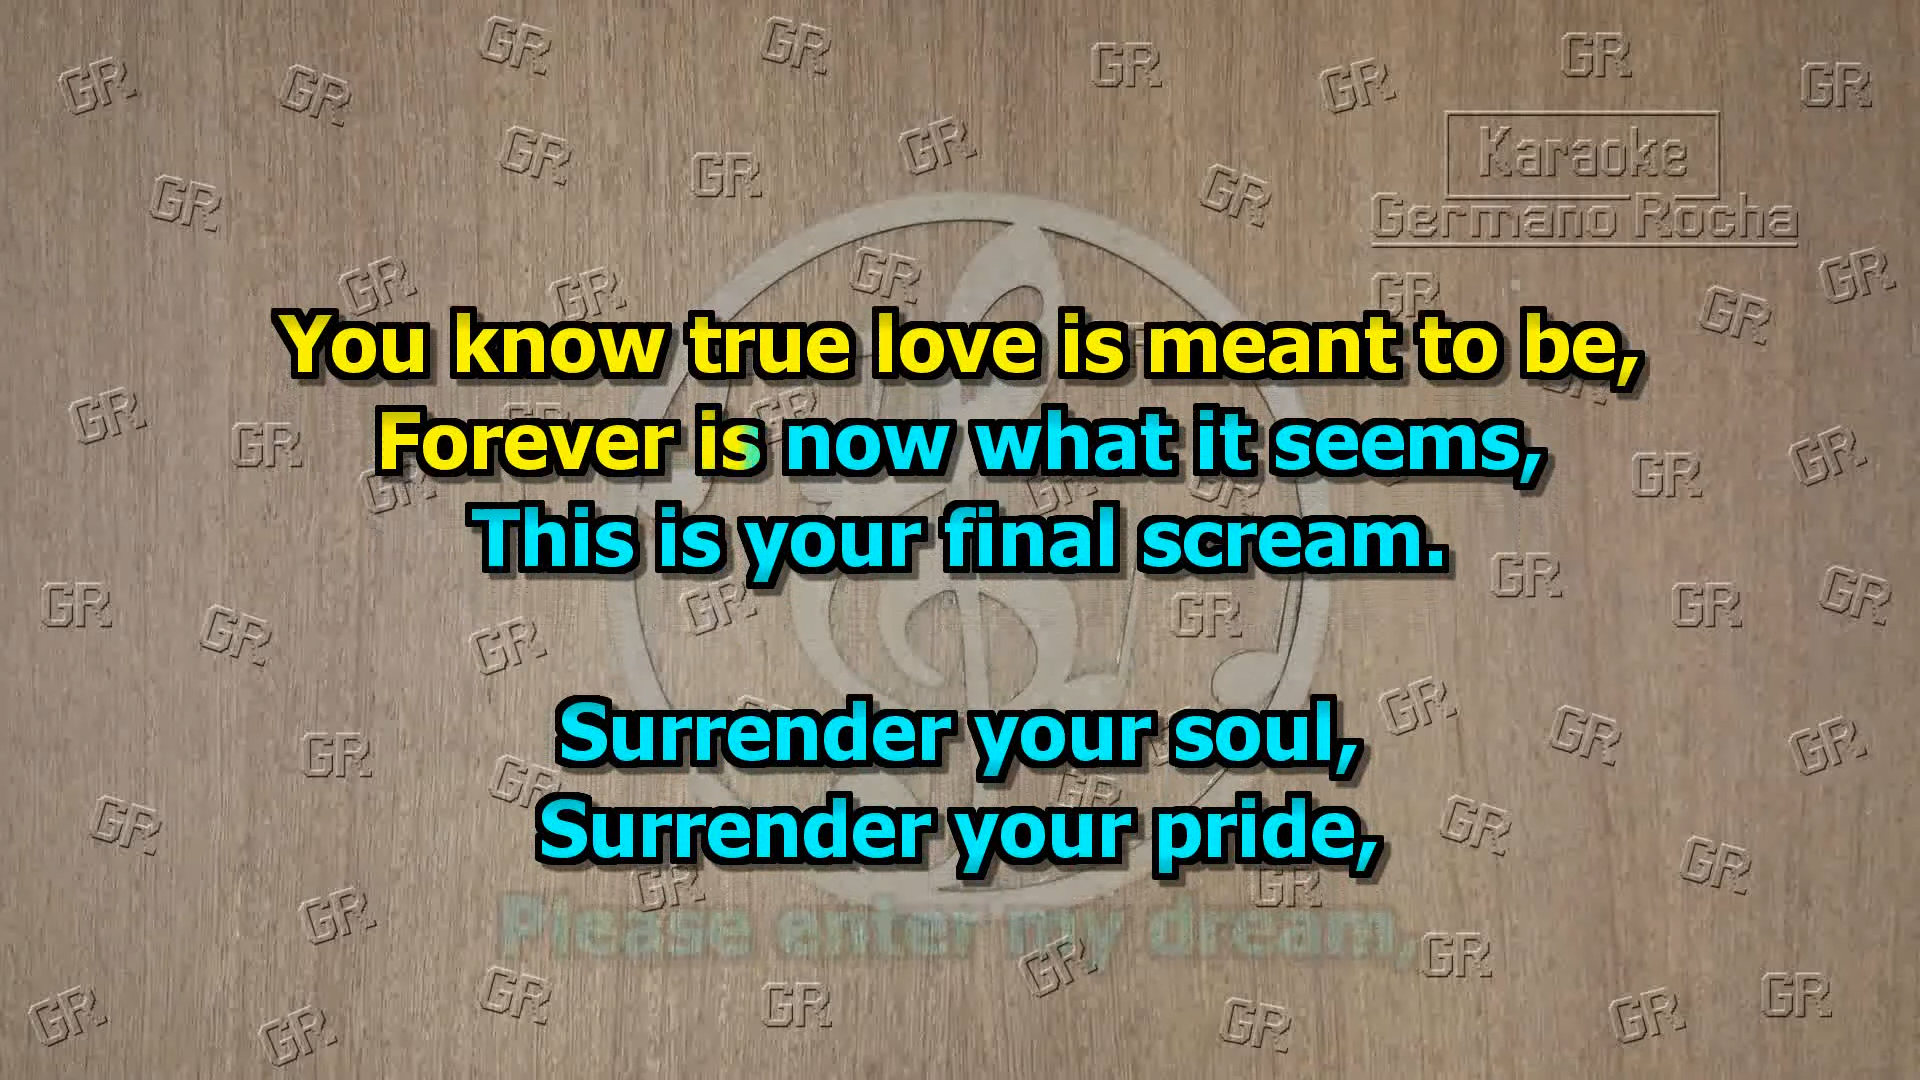 Karaoke
Germano Rocha
You know true love is meant to be,
Forever is now what it seems,
This is your final scream.
Surrender your soul,
Surrender your pride,
Please enter my dream,